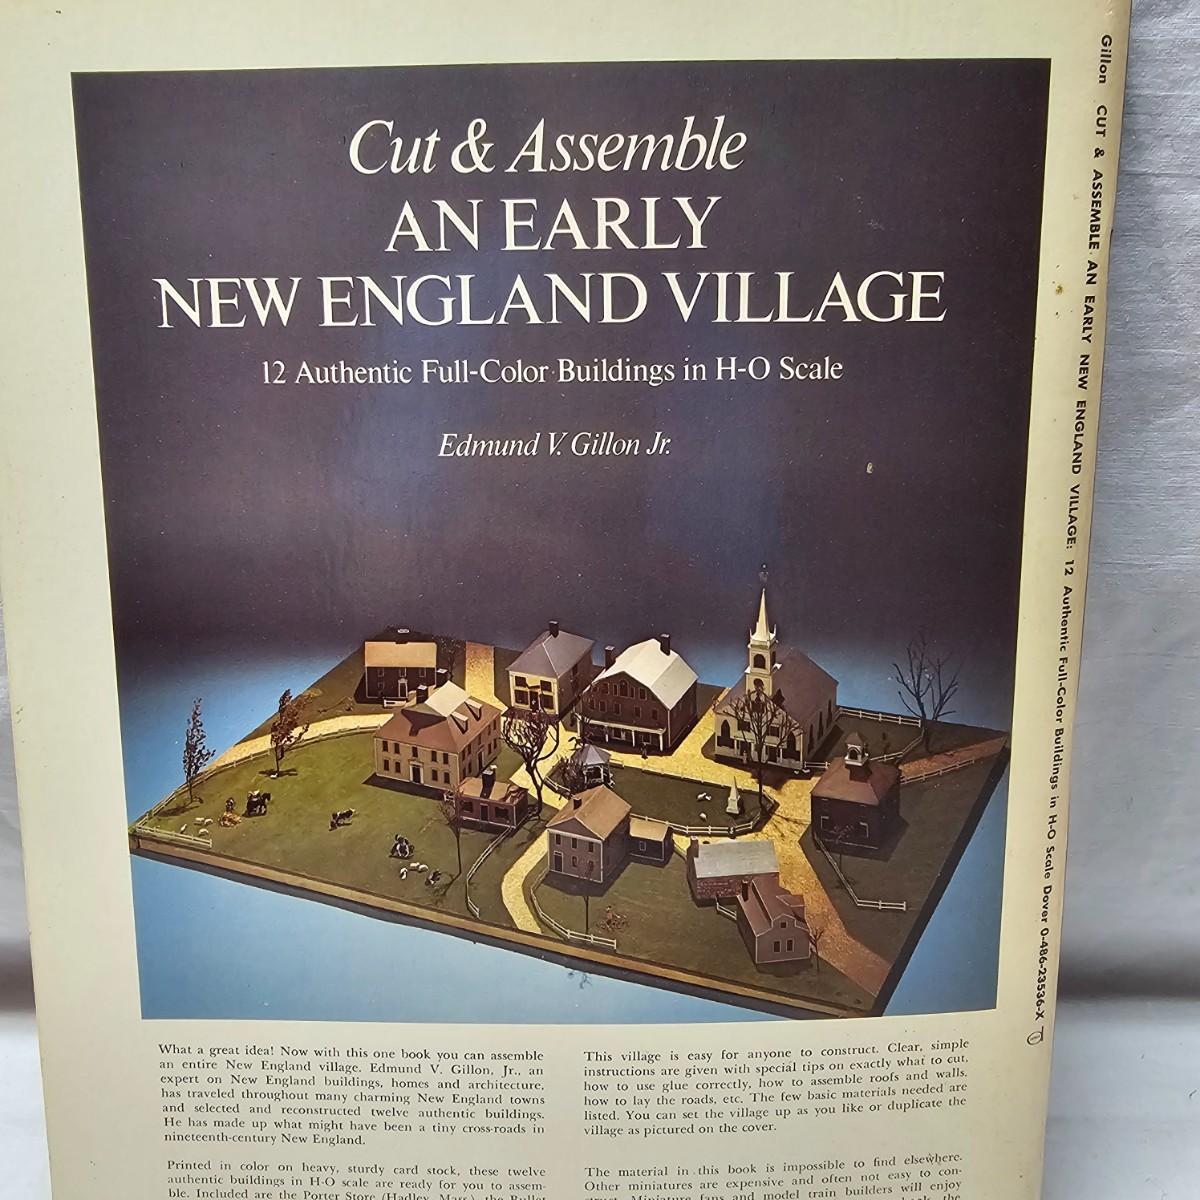 Cut & Assemble
AN EARLY
NEW ENGLAND VILLAGE
12 Authentic Full-Color Buildings in H-O Scale
Edmund V. Gillon Jr.
What a great idea! Now with this one book you can assemble
an entire New England village. Edmund V. Gillon, Jr., an
expert on New England buildings, homes and architecture,
has traveled throughout many charming New England towns
and selected and reconstructed twelve authentic buildings.
He has made up what might have been a tiny cross-roads in
nineteenth-century New England.
Printed in color on heavy, sturdy card stock, these twelve
authentic buildings in H-O scale are ready for you to assem-
ble. Included are the Porter Store (Hadley, Mass.), the Bullet
This village is easy for anyone to construct. Clear, simple
instructions are given with special tips on exactly what to cut,
how to use glue correctly, how to assemble roofs and walls,
how to lay the roads, etc. The few basic materials needed are
listed. You can set the village up as you like or duplicate the
village as pictured on the cover.
The material in this book is impossible to find elsewhere.
Other miniatures are expensive and often not easy to con-
struct. Miniature fans and model train builders will enjoy
the
Gillon CUT & ASSEMBLE AN EARLY NEW ENGLAND VILLAGE: 12 Authentic Full-Color Buildings in H-O Scale Dover 0-486-23536-X